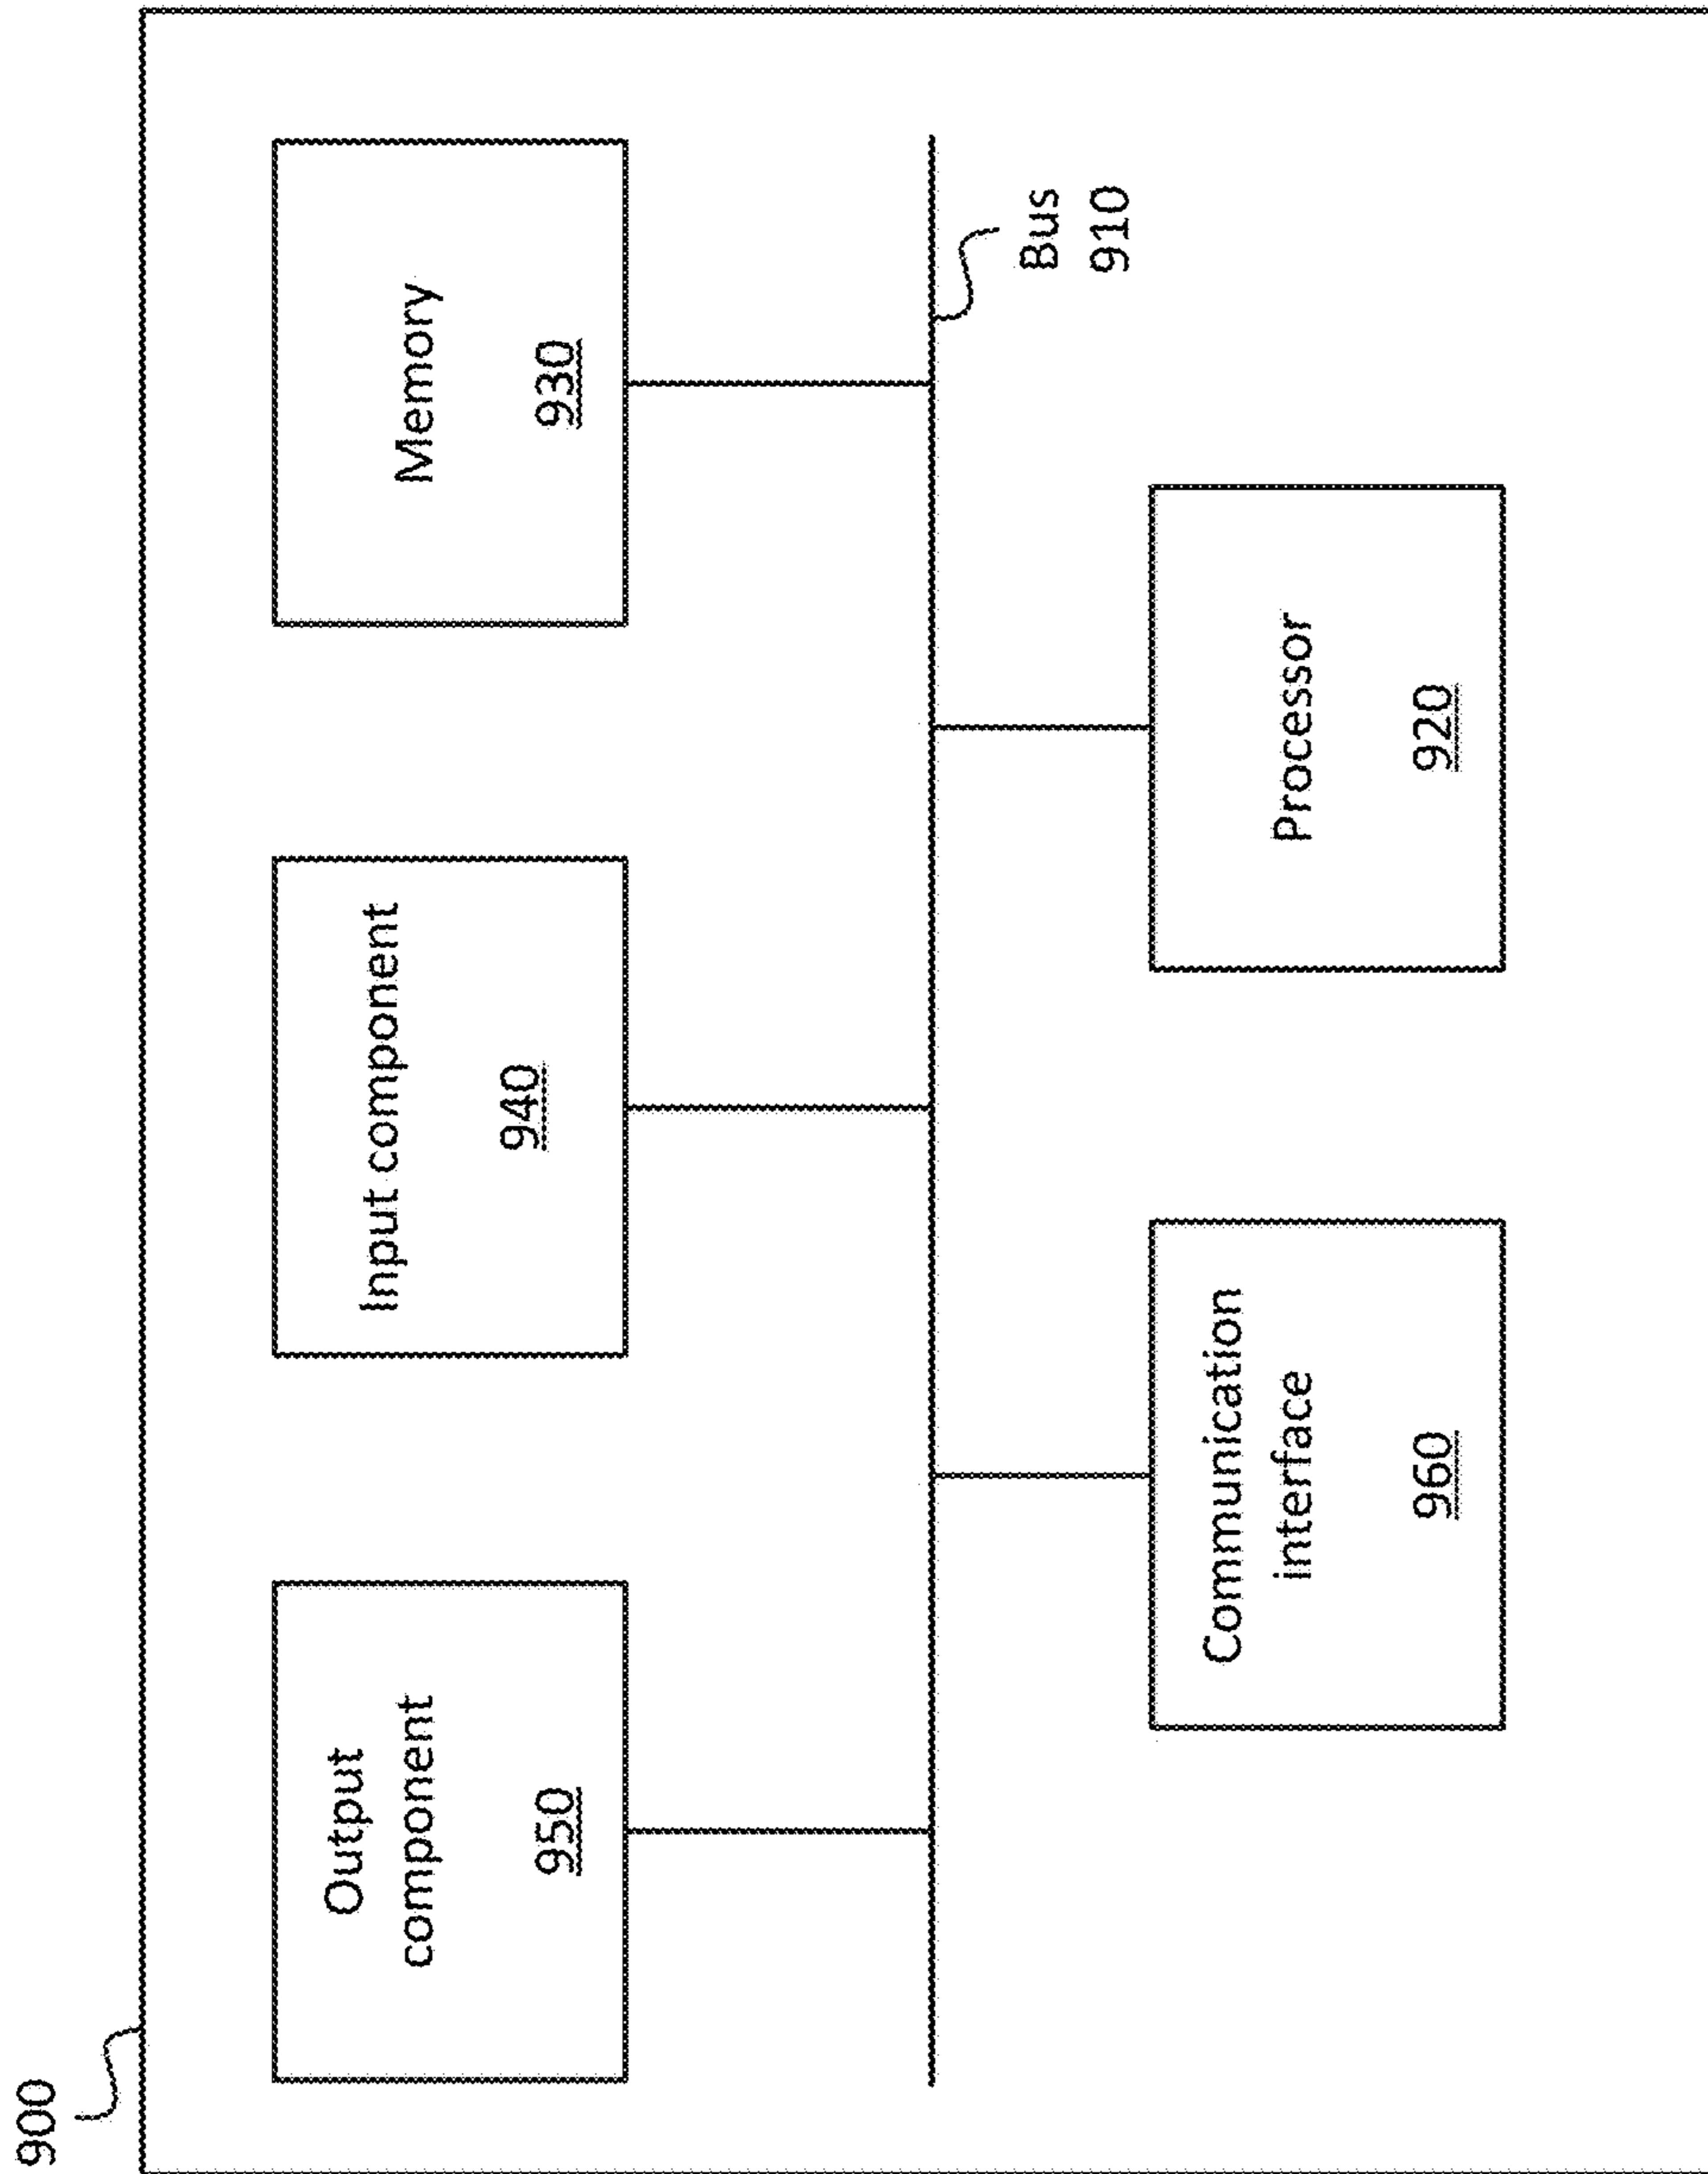 900
Output
component
950
Input component
940
Memory
930
Bus
910
Communication
interface
960
Processor
920